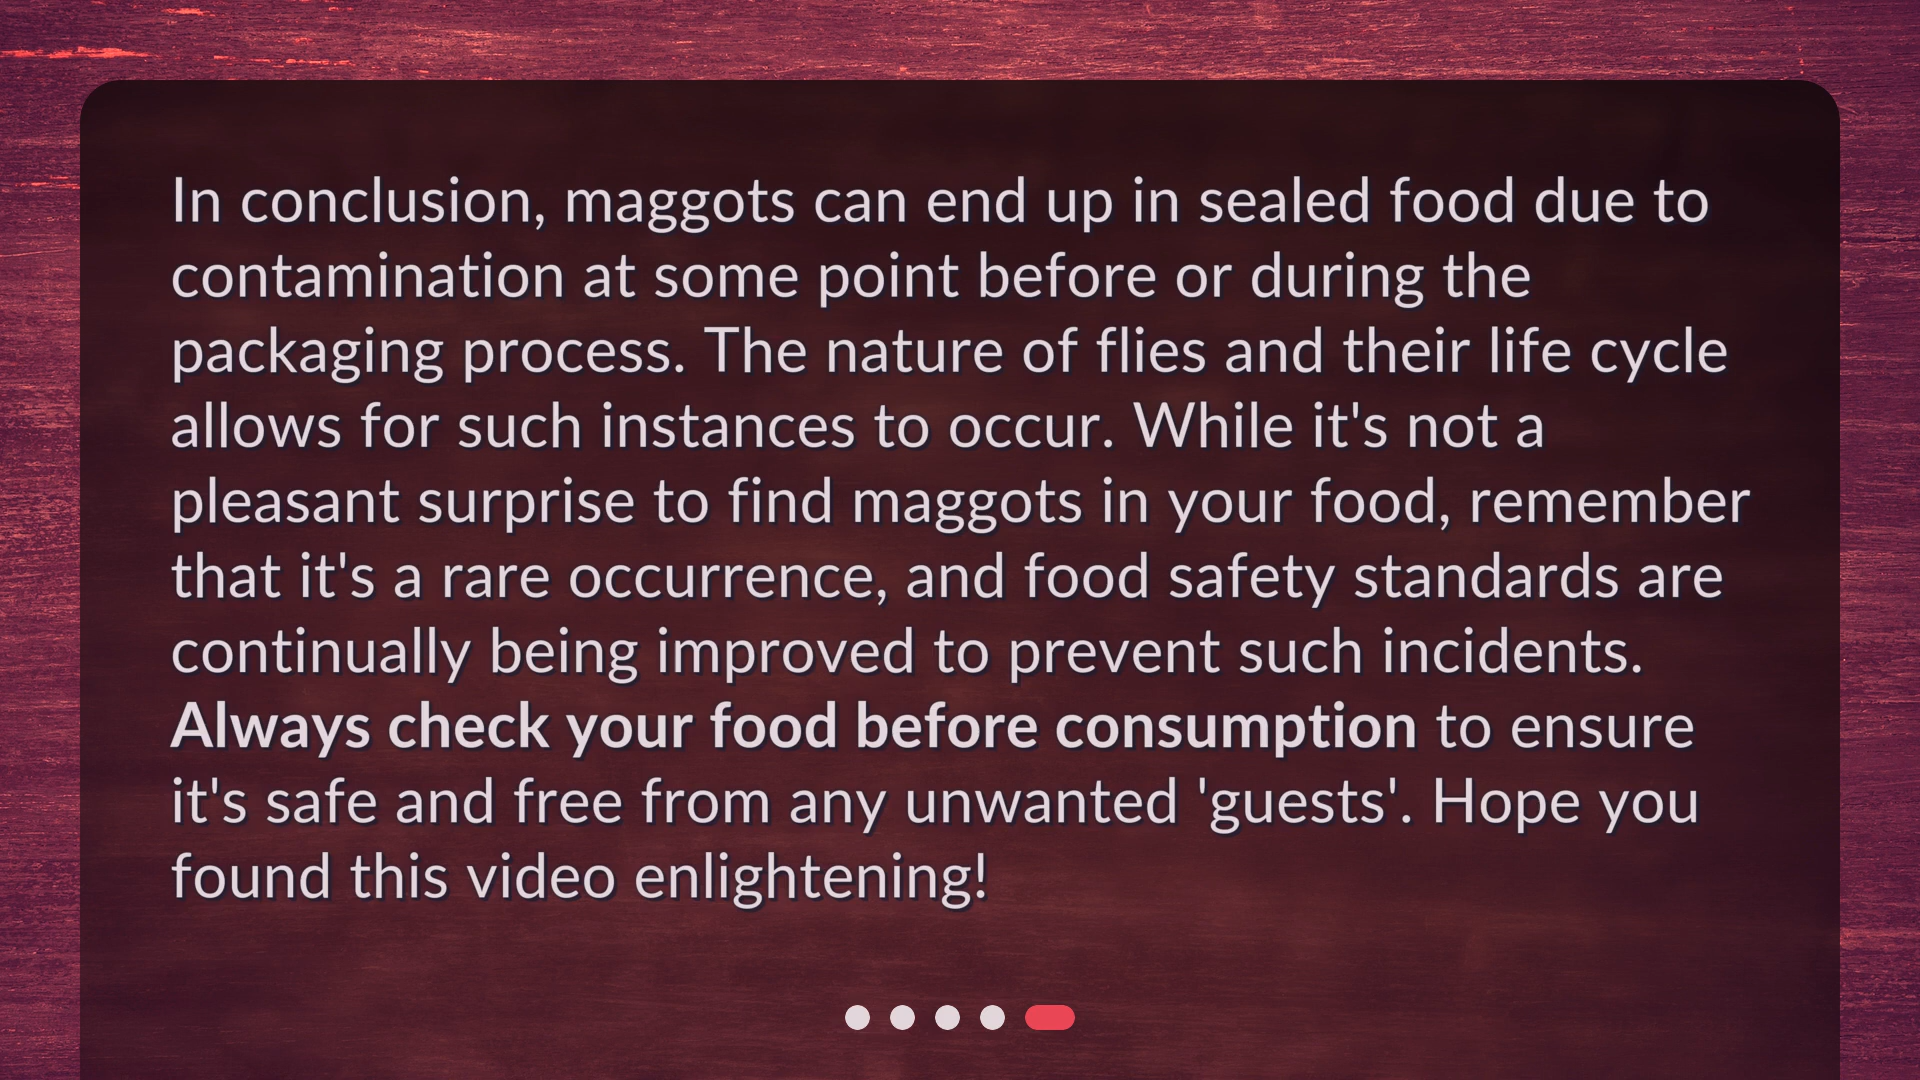 In conclusion, maggots can end up in sealed food due to
contamination at some point before or during the
packaging process. The nature of flies and their life cycle
allows for such instances to occur. While it's not a
pleasant surprise to find maggots in your food, remember
that it's a rare occurrence, and food safety standards are
continually being improved to prevent such incidents.
Always check your food before consumption to ensure
it's safe and free from any unwanted 'guests'. Hope you
found this video enlightening!